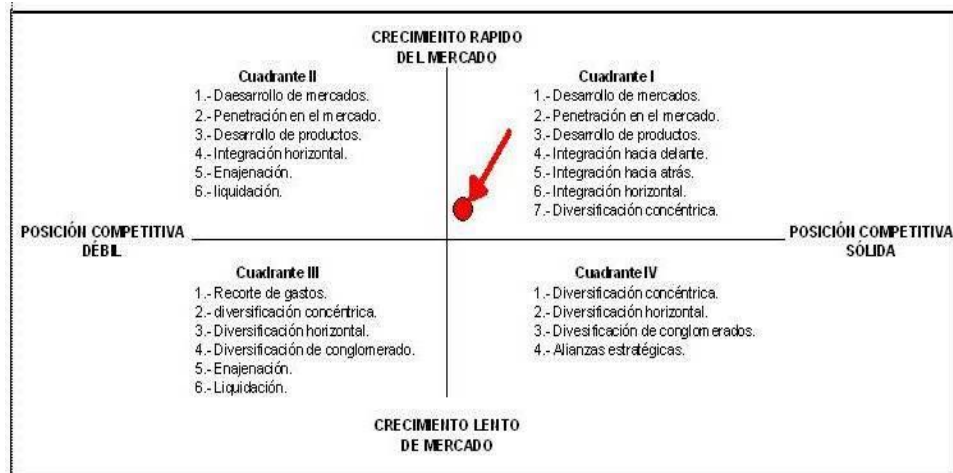 CRECIMIENTO RAPIDO
DEL MERCADO
Cuadrante II
1.- Daesarrollo de mercados.
2.- Penetración en el mercado.
3.- Desarrollo de productos.
4.- Integración horizontal.
5.- Enajenación.
6.- liquidación.
Cuadrante I
1.- Desarrollo de mercados.
2.- Penetración en el mercado.
3.- Desarrollo de productos.
4.- Integración hacia delante.
5.- Integración hacia atrás.
6.- Integración horizontal.
7.- Diversificación concéntrica.
POSICIÓN COMPETITIVA
DÉBIL
POSICIÓN COMPETITIVA
SÓLIDA
Cuadrante III
1.- Recorte de gastos.
2.- diversificación concéntrica.
3.- Diversificación horizontal.
4.- Diversificación de conglomerado.
5.- Enajenación.
6.- Liquidación.
Cuadrante IV
1.- Diversificación concéntrica.
2.- Diversificación horizontal.
3.- Divesificación de conglomerados.
4.- Alianzas estratégicas.
CRECIMIENTO LENTO
DE MERCADO